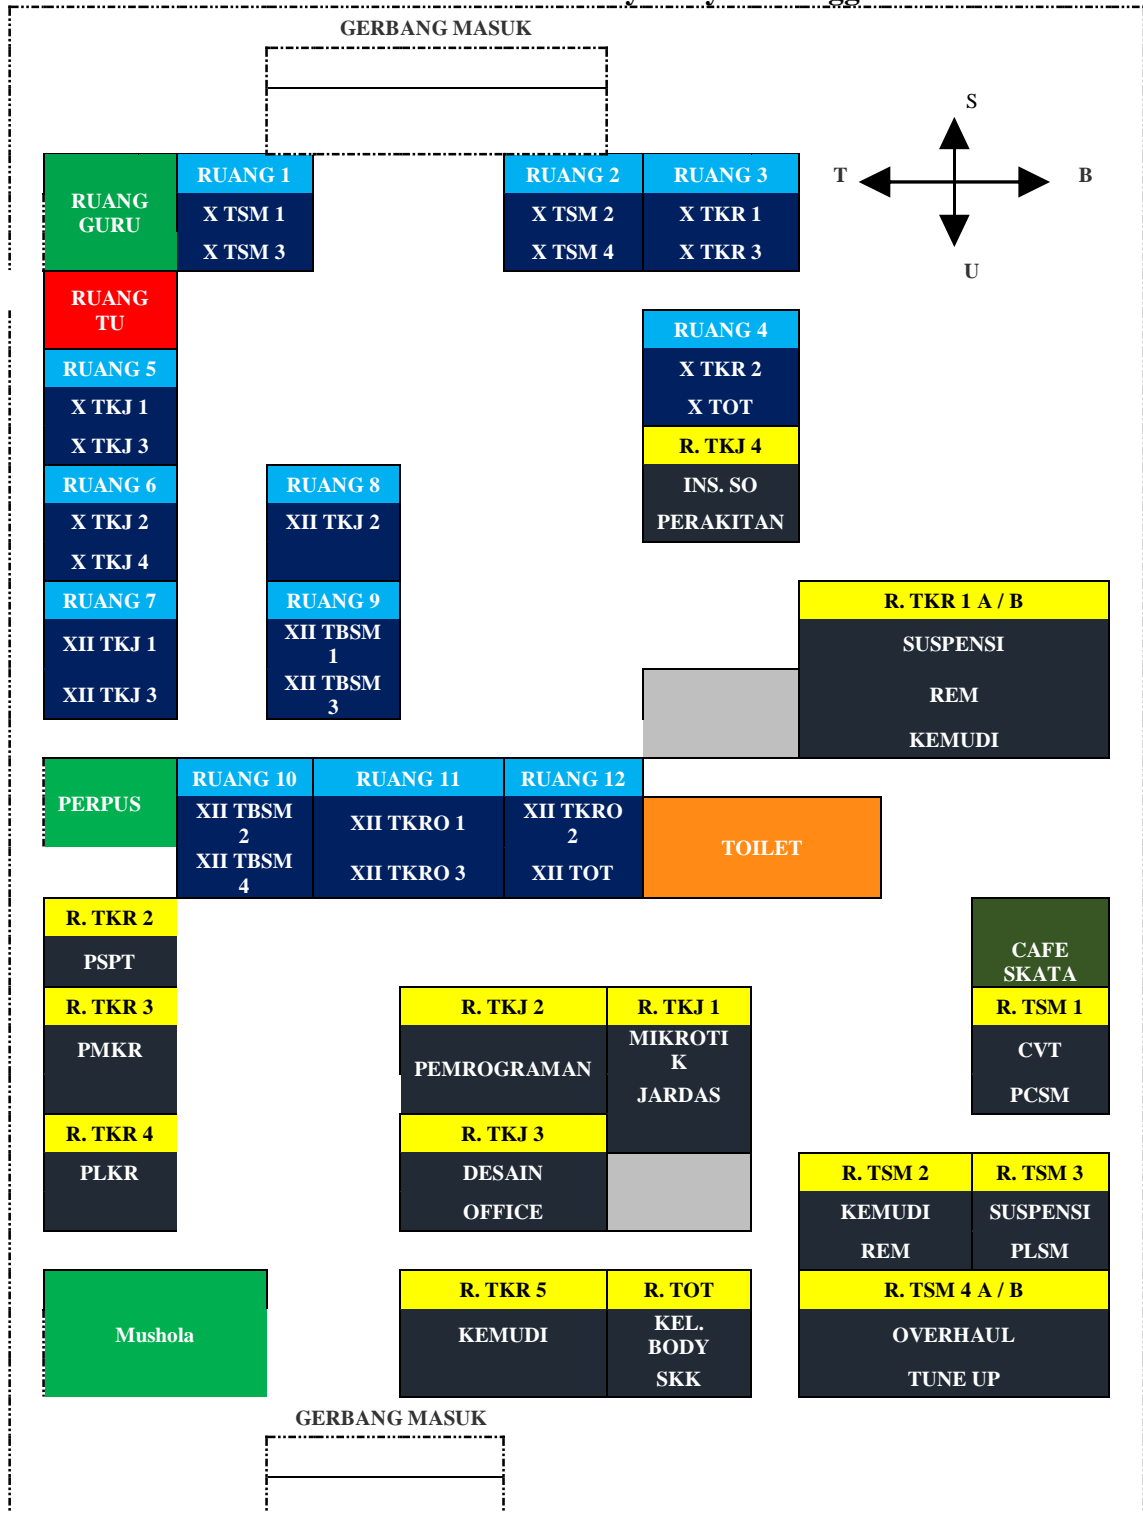 GERBANG MASUK
S
T
B
U
RUANG
GURU
RUANG 1
X TSM 1
X TSM 3
RUANG 2
X TSM 2
X TSM 4
RUANG 3
X TKR 1
X TKR 3
RUANG
TU
RUANG 4
X TKR 2
X TOT
R. TKJ 4
INS. SO
PERAKITAN
RUANG 5
X TKJ 1
X TKJ 3
RUANG 6
X TKJ 2
X TKJ 4
RUANG 7
XII TKJ 1
XII TKJ 3
RUANG 8
XII TKJ 2
RUANG 9
XII TBSM
1
XII TBSM
3
R. TKR 1 A / B
SUSPENSI
REM
KEMUDI
PERPUS
RUANG 10
XII TBSM
2
XII TBSM
4
RUANG 11
XII TKRO 1
XII TKRO 3
RUANG 12
XII TKRO
2
XII TOT
TOILET
R. TKR 2
PSPT
R. TKR 3
PMKR
R. TKR 4
PLKR
R. TKJ 2
PEMROGRAMAN
R. TKJ 3
DESAIN
OFFICE
R. TKJ 1
MIKROTI
K
JARDAS
CAFE
SKATA
R. TSM 1
CVT
PCSM
R. TSM 2
KEMUDI
REM
R. TSM 3
SUSPENSI
PLSM
Mushola
R. TKR 5
KEMUDI
R. TOT
KEL.
BODY
SKK
R. TSM 4 A / B
OVERHAUL
TUNE UP
GERBANG MASUK